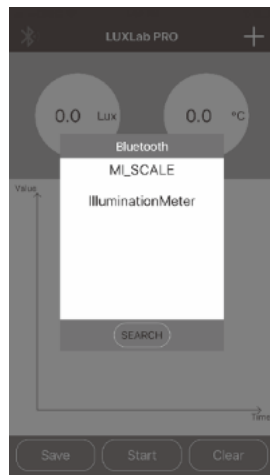 LUXLab PRO
0.0 Lux
0.0 °C
Bluetooth
MI_SCALE
IlluminationMeter
SEARCH
Value
Time
Save
Start
Clear